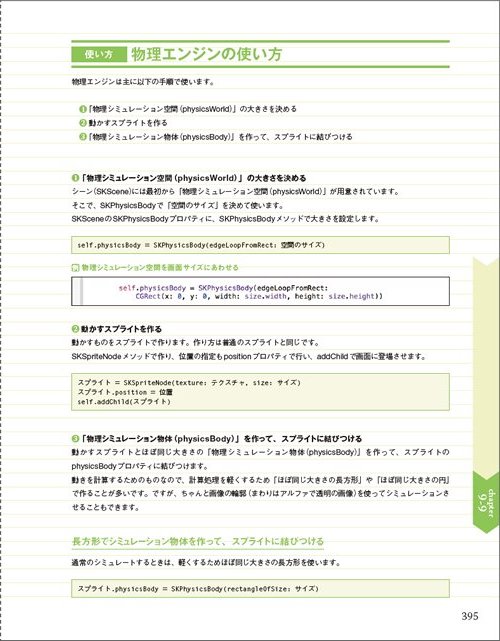 使い方 物理エンジンの使い方
物理エンジンは主に以下の手順で使います。
❶「物理シミュレーション空間(physicsWorld)」の大きさを決める
❷動かすスプライトを作る
❸「物理シミュレーション物体(physicsBody)」を作って、スプライトに結びつける
❶「物理シミュレーション空間(physicsWorld)」の大きさを決める
シーン(SKScene)には最初から「物理シミュレーション空間(physicsWorld)」が用意されています。
そこで、SKPhysicsBodyで「空間のサイズ」を決めて使います。
SKSceneのSKPhysicsBodyプロパティに、SKPhysicsBodyメソッドで大きさを設定します。
self.physicsBody = SKPhysicsBody(edgeLoopFromRect: 空間のサイズ)
例 物理シミュレーション空間を画面サイズにあわせる
self.physicsBody = SKPhysicsBody(edgeLoopFromRect:
CGRect(x: 0, y: 0, width: size.width, height: size.height))
❷動かすスプライトを作る
動かすものをスプライトで作ります。作り方は普通のスプライトと同じです。
SKSpriteNodeメソッドで作り、位置の指定もpositionプロパティで行い、addChildで画面に登場させます。
スプライト = SKSpriteNode(texture: テクスチャ, size: サイズ)
スプライト.position = 位置
self.addChild(スプライト)
❸「物理シミュレーション物体(physicsBody)」を作って、スプライトに結びつける
動かすスプライトとほぼ同じ大きさの「物理シミュレーション物体(physicsBody)」を作って、スプライトの
physicsBodyプロパティに結びつけます。
動きを計算するためのものなので、計算処理を軽くするため「ほぼ同じ大きさの長方形」や「ほぼ同じ大きさの円」
で作ることが多いです。ですが、ちゃんと画像の輪郭(まわりはアルファで透明の画像)を使ってシミュレーションさ
せることもできます。
長方形でシミュレーション物体を作って、スプライトに結びつける
通常のシミュレートするときは、軽くするためほぼ同じ大きさの長方形を使います。
スプライト.physicsBody = SKPhysicsBody(rectangleOfSize: サイズ)
chapter
9-9
395